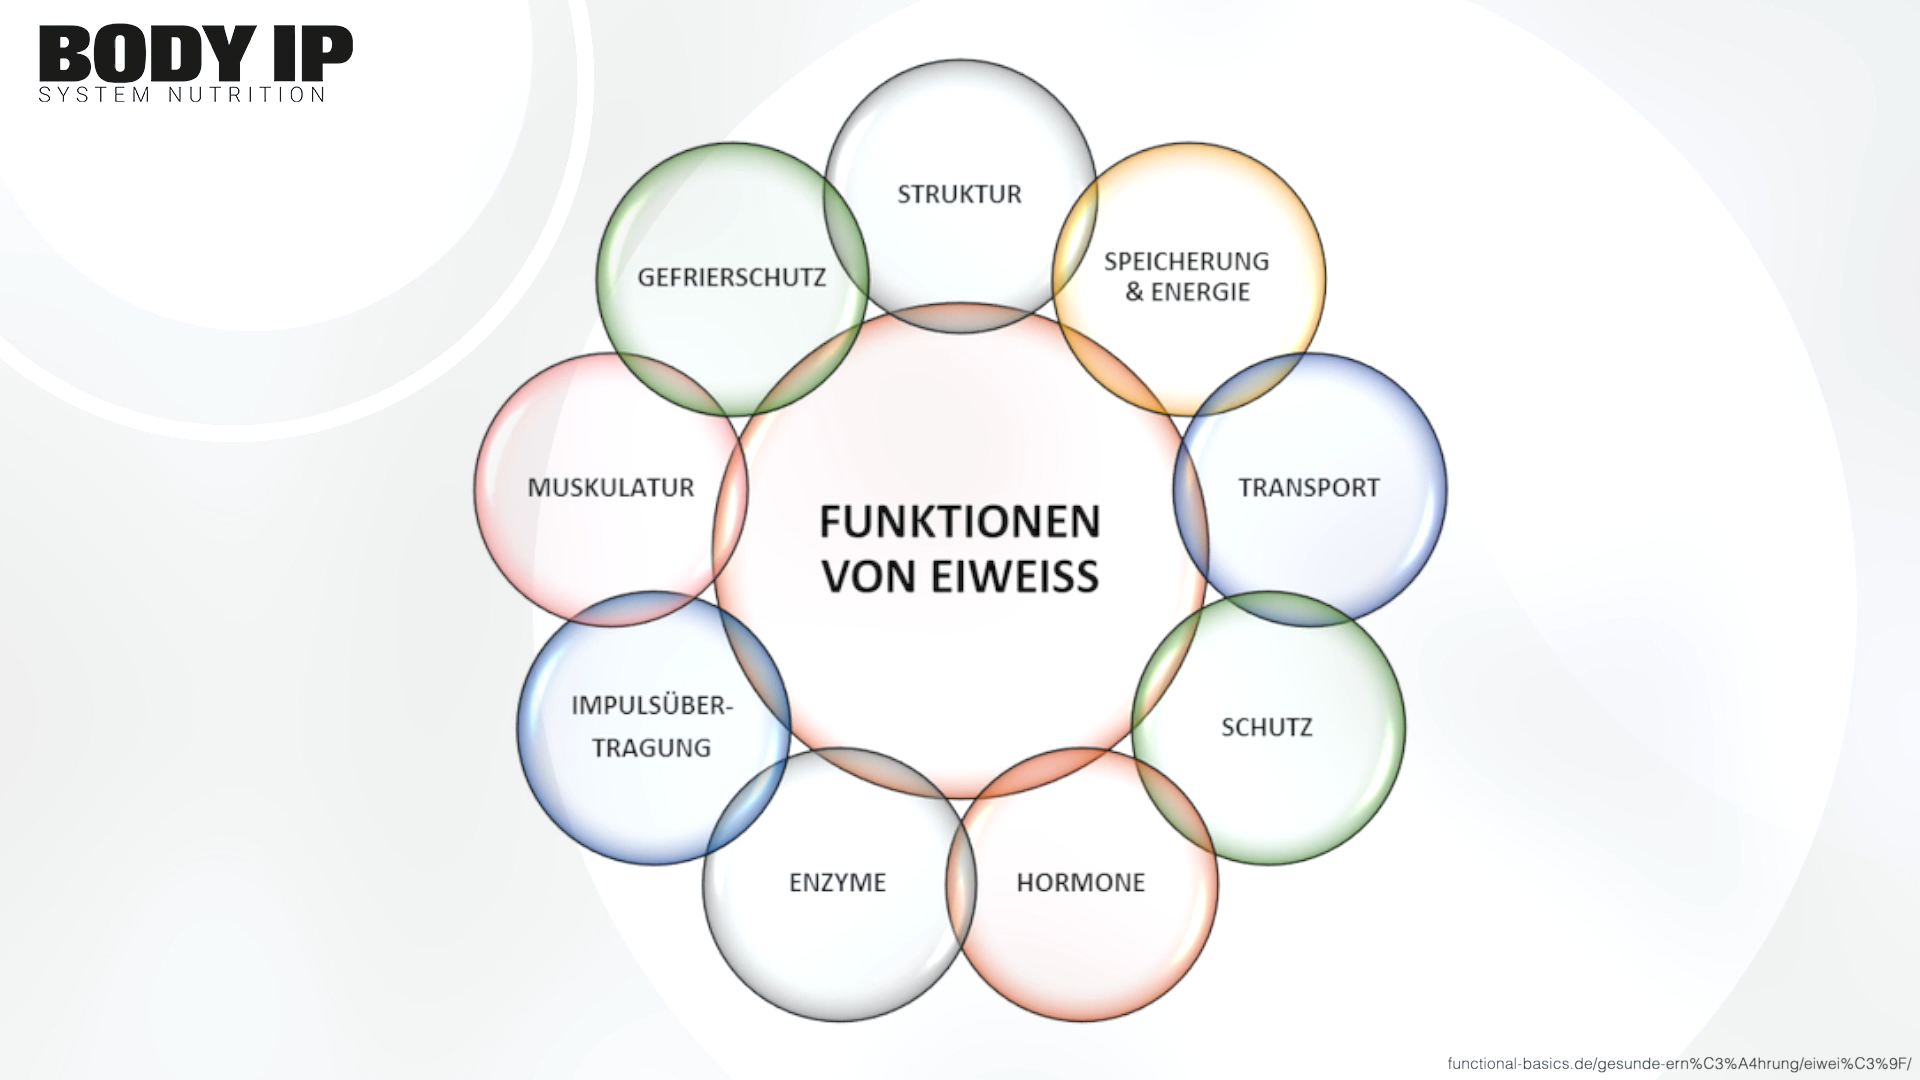 BODY IP
SYSTEM NUTRITION
STRUKTUR
SPEICHERUNG
& ENERGIE
TRANSPORT
SCHUTZ
HORMONE
ENZYME
IMPULSÜBER-
TRAGUNG
MUSKULATUR
GEFRIERSCHUTZ
FUNKTIONEN
VON EIWEISS
functional-basics.de/gesunde-ern%C3%A4hrung/eiwei%C3%9F/